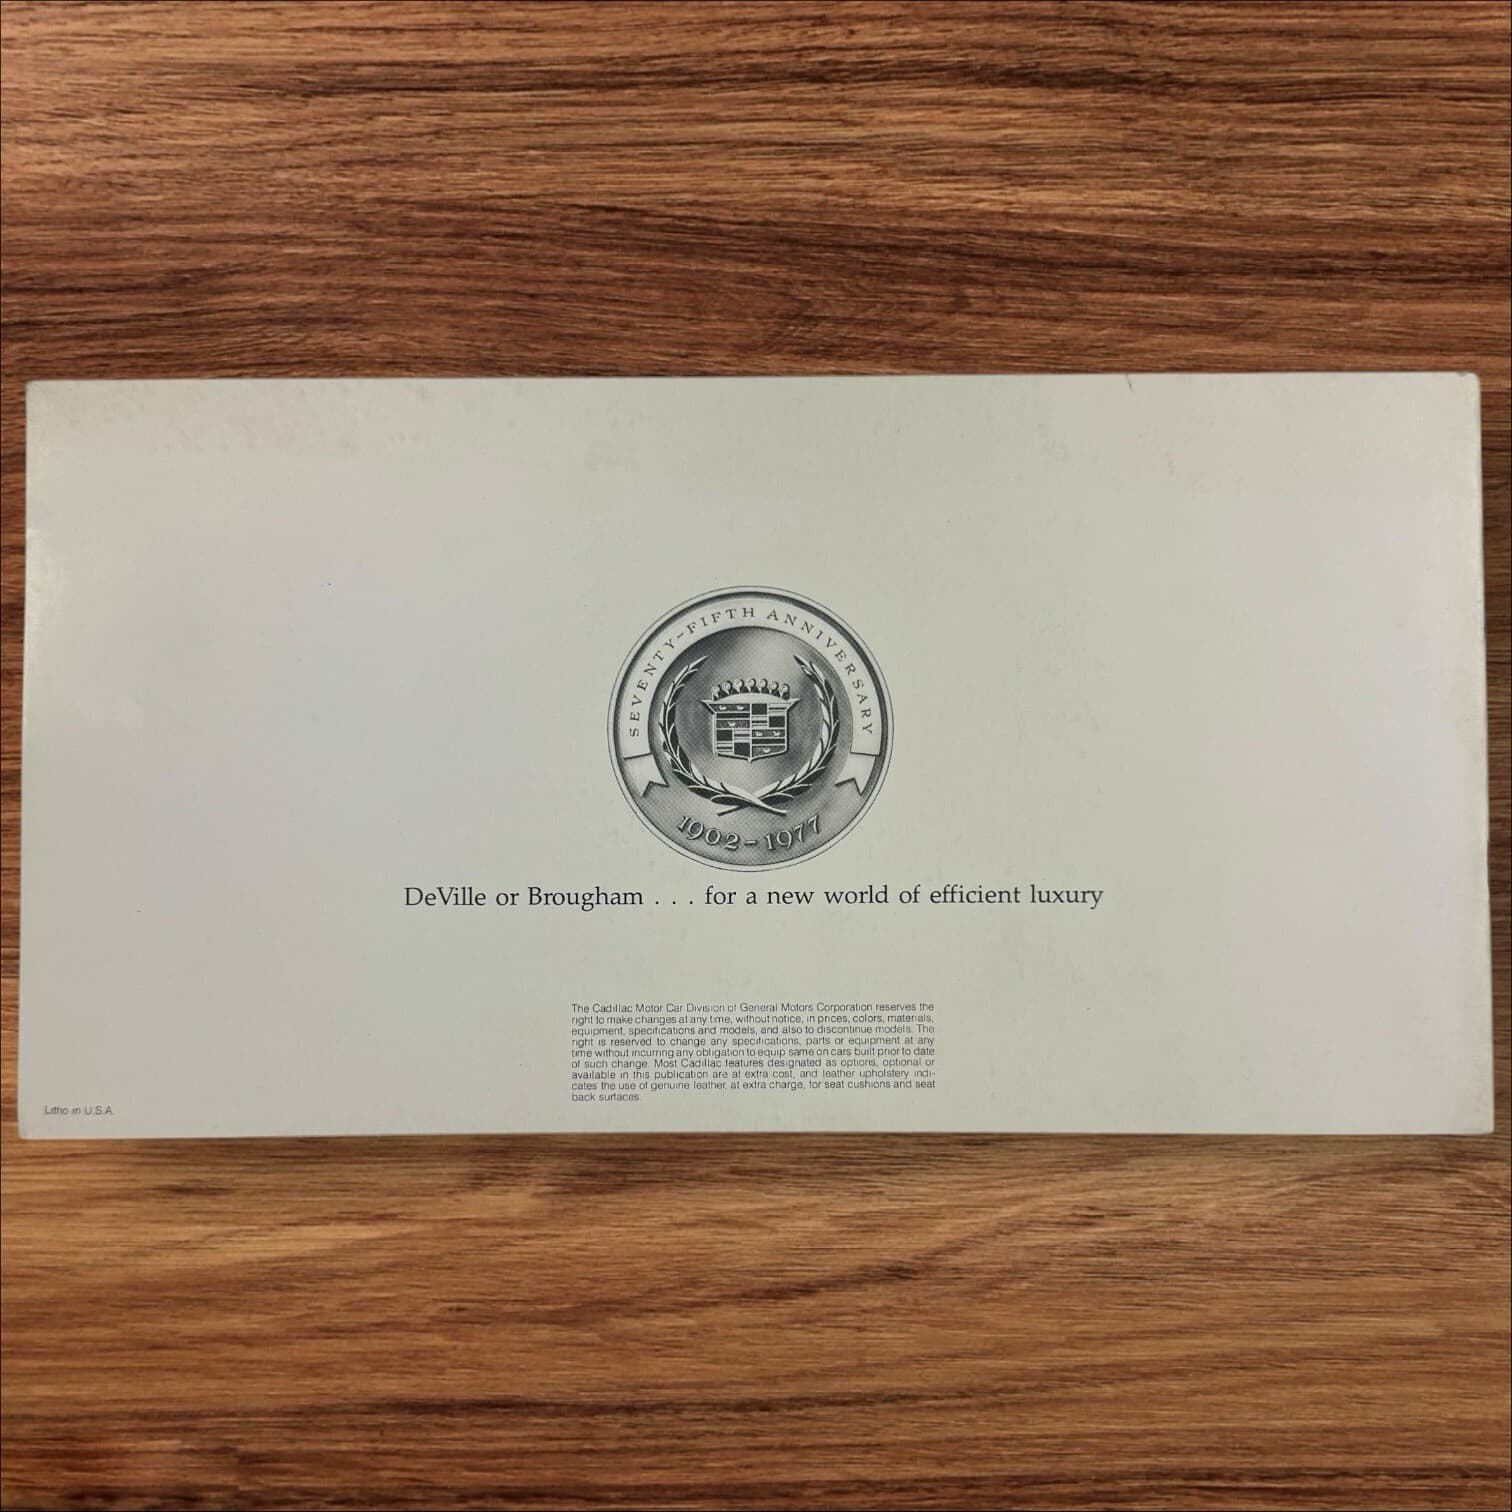 SEVENTY-FIFTH ANNIVERSARY
1902-1977
DeVille or Brougham . . . for a new world of efficient luxury
The Cadillac Motor Car Division of General Motors Corporation reserves the
right to make changes at any time, without notice, in prices, colors, materials,
equipment, specifications and models, and also to discontinue models. The
right is reserved to change any specifications, parts or equipment at any
time without incurring any obligation to equip same on cars built prior to date
of such change. Most Cadillac features designated as options, optional or
available in this publication are at extra cost, and leather upholstery indi-
cates the use of genuine leather, at extra charge, for seat cushions and seat
back surfaces.
Litho in U.S.A.